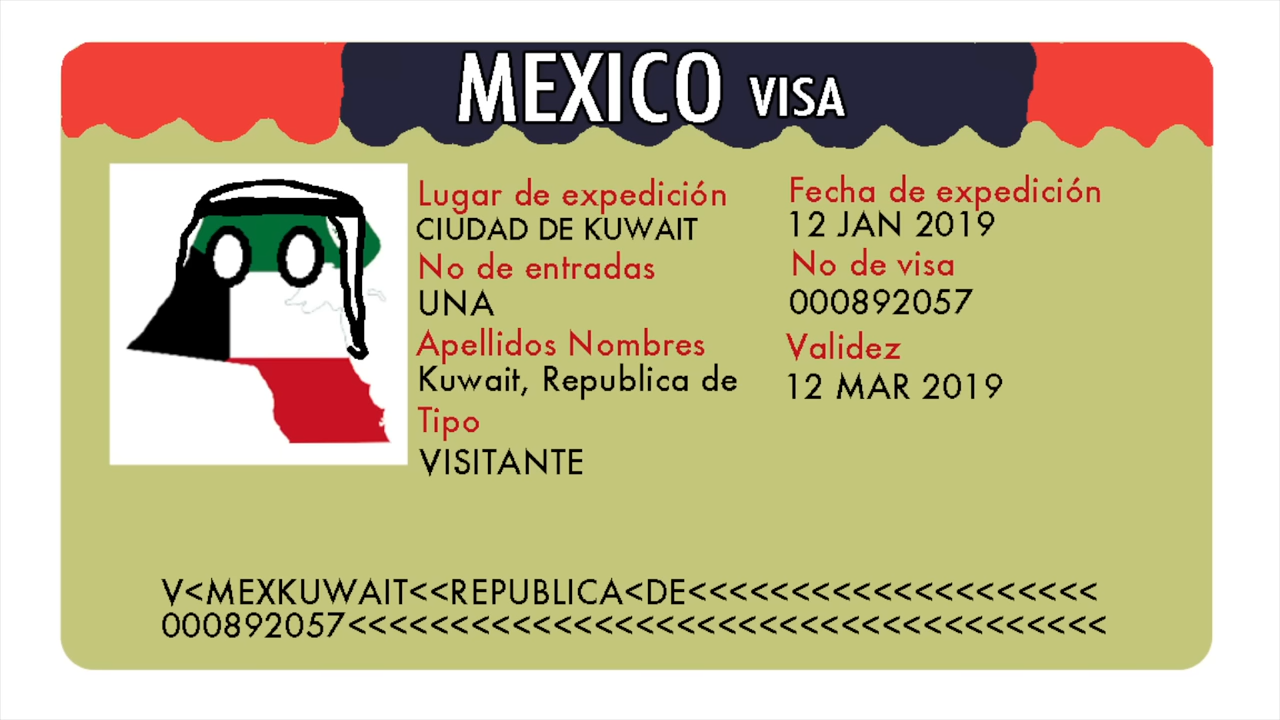 MEXICO VISA
Lugar de expedición
CIUDAD DE KUWAIT
No de entradas
UNA
Apellidos Nombres
Kuwait, Republica de
Tipo
VISITANTE
Fecha de expedición
12 JAN 2019
No de visa
000892057
Validez
12 MAR 2019
V<MEXKUWAIT<<REPUBLICA<DE<<<<<<<<<<<<<<<<<<<<
000892057<<<<<<<<<<<<<<<<<<<<<<<<<<<<<<<<<<<<<